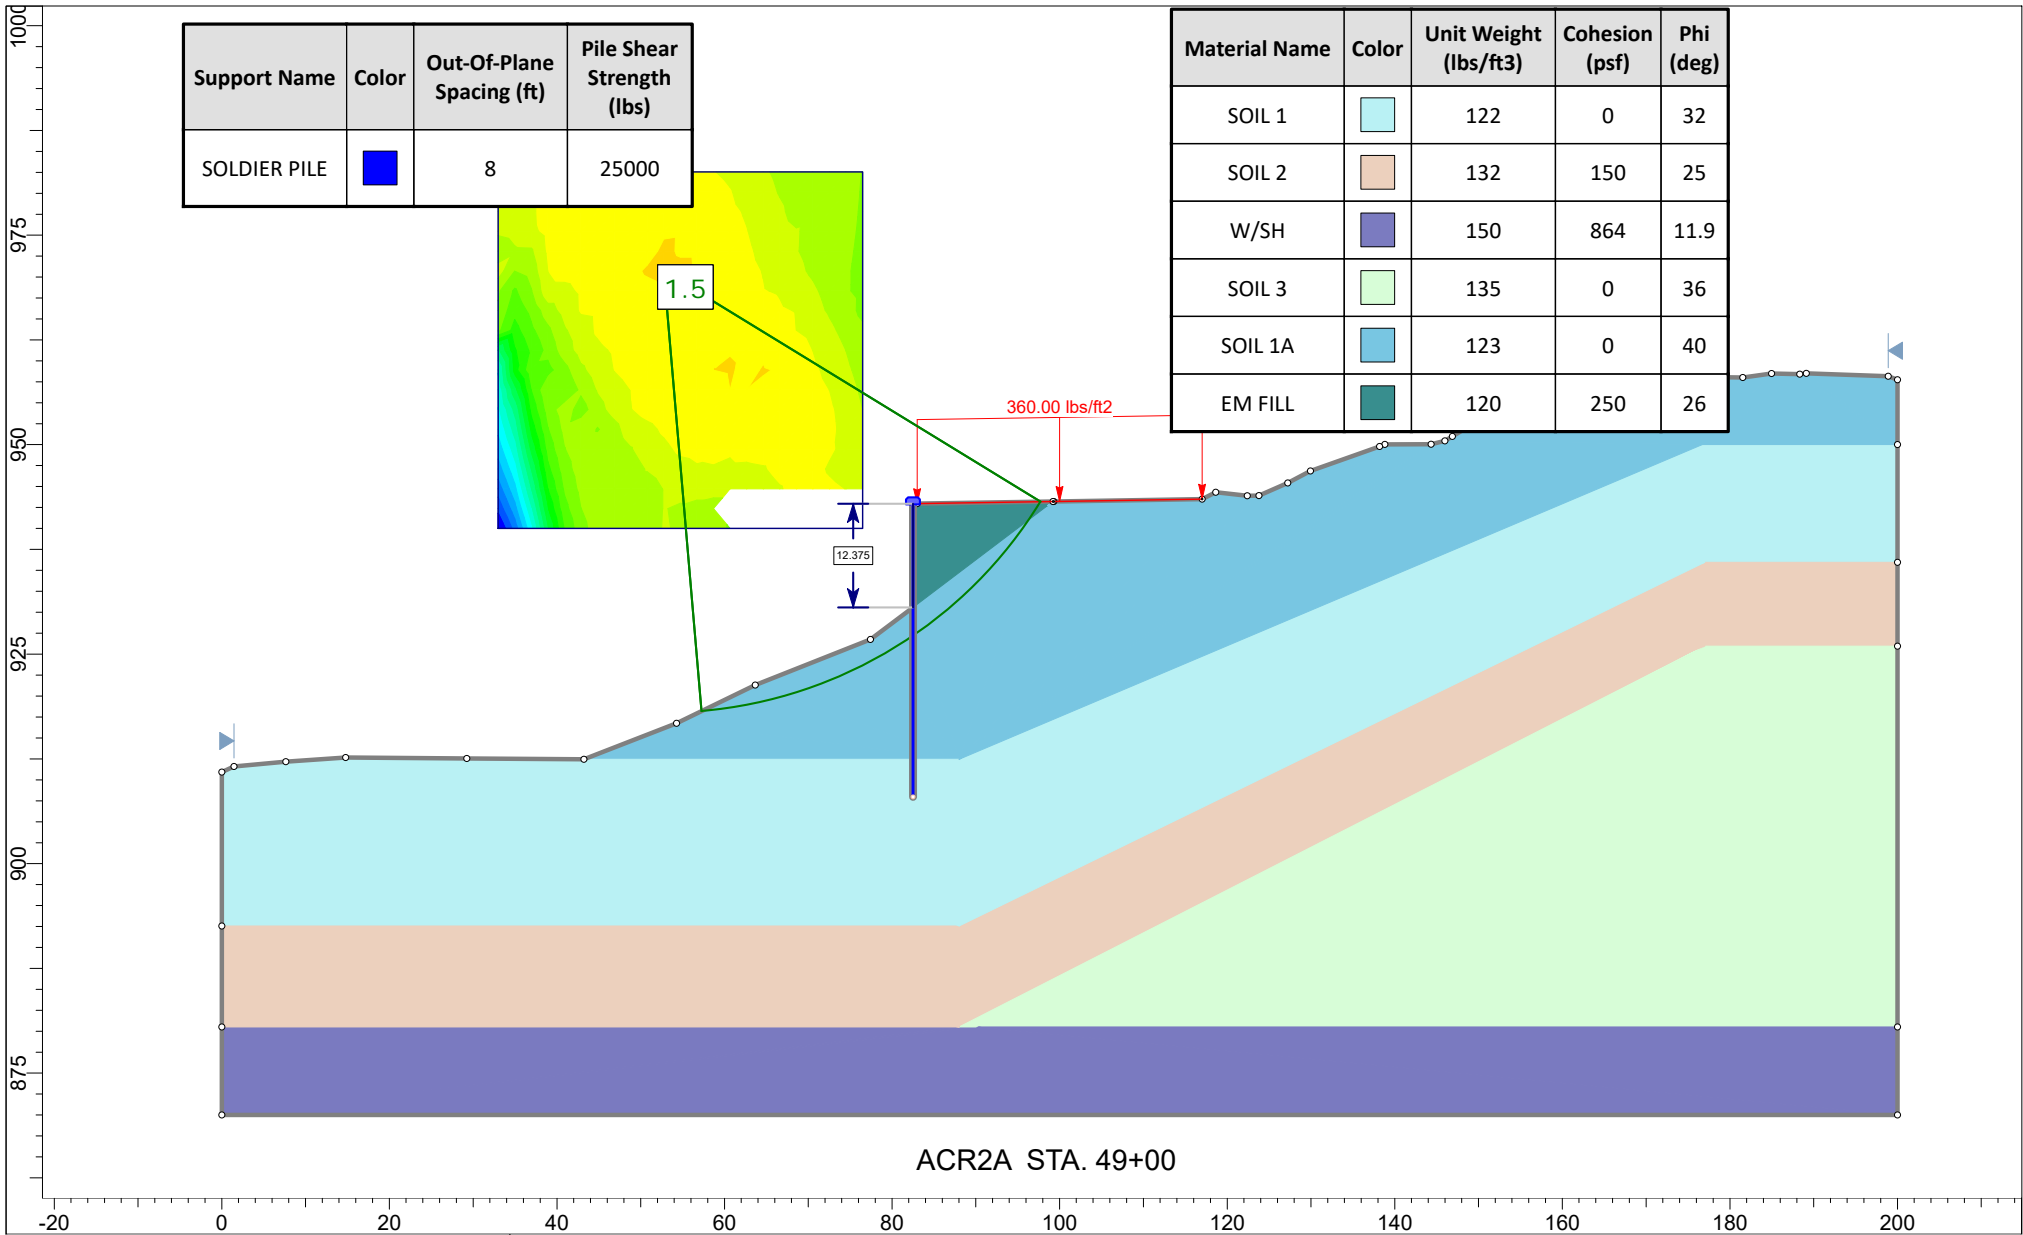 Support Name Color Out-Of-Plane Spacing (ft) Pile Shear Strength (lbs)
SOLDIER PILE 8 25000
Material Name Color Unit Weight (lbs/ft3) Cohesion (psf) Phi (deg)
SOIL 1 122 0 32
SOIL 2 132 150 25
W/SH 150 864 11.9
SOIL 3 135 0 36
SOIL 1A 123 0 40
EM FILL 120 250 26
1.5
360.00 lbs/ft2
12.375
1000
975
950
925
900
875
ACR2A STA. 49+00
-20 0 20 40 60 80 100 120 140 160 180 200